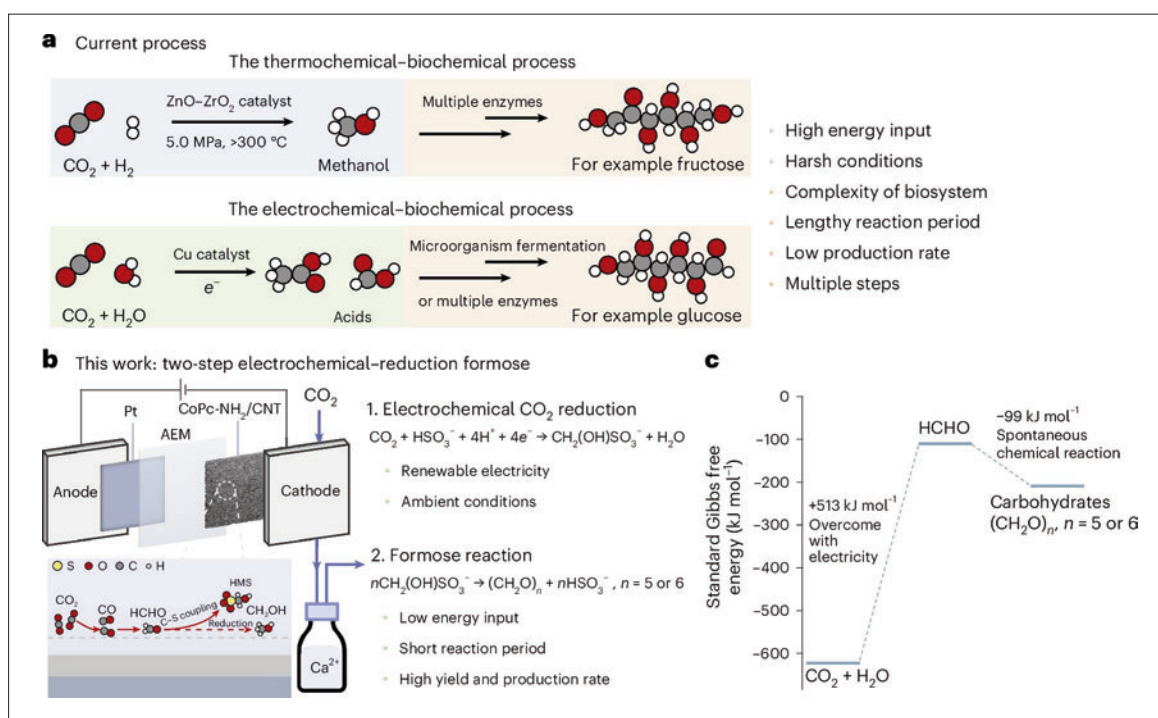 a Current process
The thermochemical–biochemical process
ZnO–ZrO₂ catalyst
5.0 MPa, >300 °C
CO₂ + H₂
Methanol
Multiple enzymes
For example fructose
The electrochemical–biochemical process
Cu catalyst
e⁻
CO₂ + H₂O
Acids
Microorganism fermentation
or multiple enzymes
For example glucose
• High energy input
• Harsh conditions
• Complexity of biosystem
• Lengthy reaction period
• Low production rate
• Multiple steps
b This work: two-step electrochemical–reduction formose
Pt
CoPc-NH₂/CNT
CO₂
AEM
Anode
Cathode
S O C H
CO₂
CO
HCHO
C–S coupling
HMS
CH₃OH
Reduction
Ca²⁺
1. Electrochemical CO₂ reduction
CO₂ + HSO₃⁻ + 4H⁺ + 4e⁻ → CH₂(OH)SO₃⁻ + H₂O
• Renewable electricity
• Ambient conditions
2. Formose reaction
nCH₂(OH)SO₃⁻ → (CH₂O)ₙ + nHSO₃⁻, n = 5 or 6
• Low energy input
• Short reaction period
• High yield and production rate
c
Standard Gibbs free
energy (kJ mol⁻¹)
0
−100
−200
−300
−400
−500
−600
HCHO
−99 kJ mol⁻¹
Spontaneous
chemical reaction
+513 kJ mol⁻¹
Overcome
with
electricity
Carbohydrates
(CH₂O)ₙ, n = 5 or 6
CO₂ + H₂O